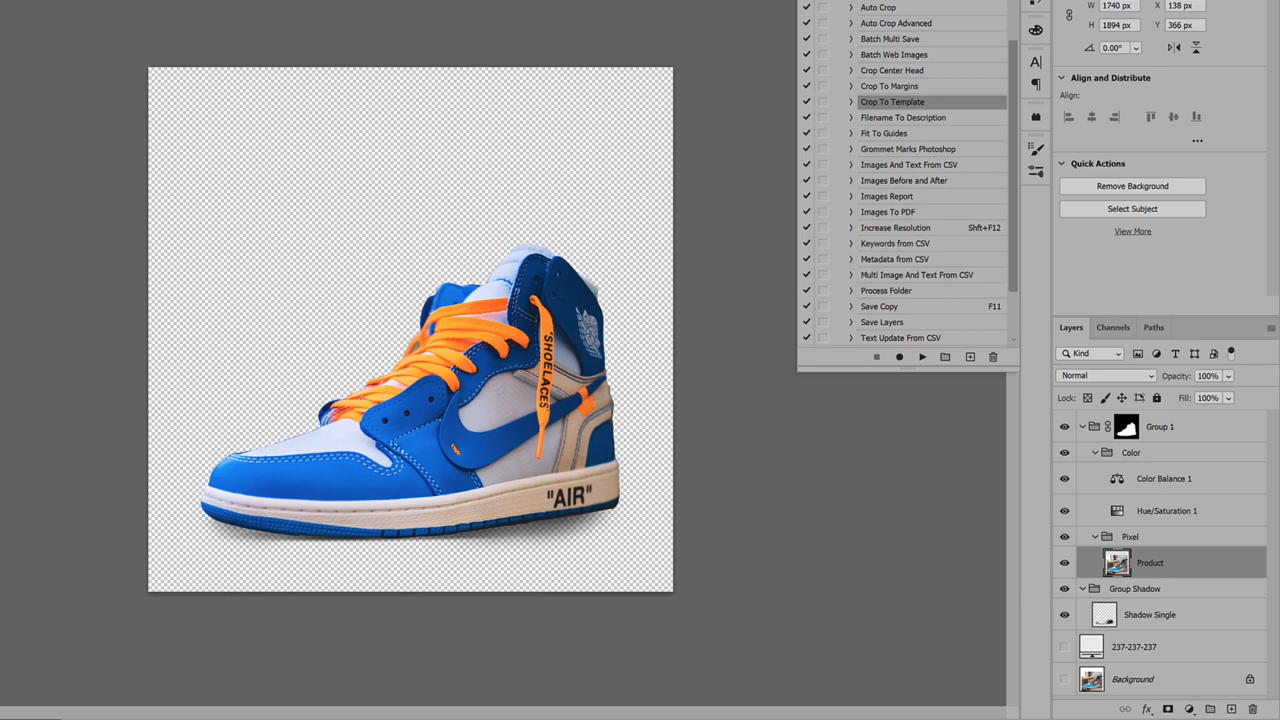 Auto Crop
Auto Crop Advanced
Batch Multi Save
Batch Web Images
Crop Center Head
Crop To Margins
Crop To Template
Filename To Description
Fit To Guides
Grommet Marks Photoshop
Images And Text From CSV
Images Before and After
Images Report
Images To PDF
Increase Resolution Shft+F12
Keywords from CSV
Metadata from CSV
Multi Image And Text From CSV
Process Folder
Save Copy F11
Save Layers
Text Update From CSV
W 1740 px X 138 px
H 1894 px Y 366 px
0.00°
Align and Distribute
Align:
Quick Actions
Remove Background
Select Subject
View More
Layers Channels Paths
Kind
Normal Opacity: 100%
Lock: Fill: 100%
Group 1
Color
Color Balance 1
Hue/Saturation 1
Pixel
Product
Group Shadow
Shadow Single
237-237-237
Background
"SHOELACES"
"AIR"